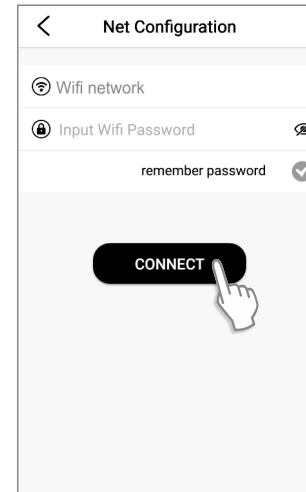 Net Configuration
Wifi network
Input Wifi Password
remember password
CONNECT